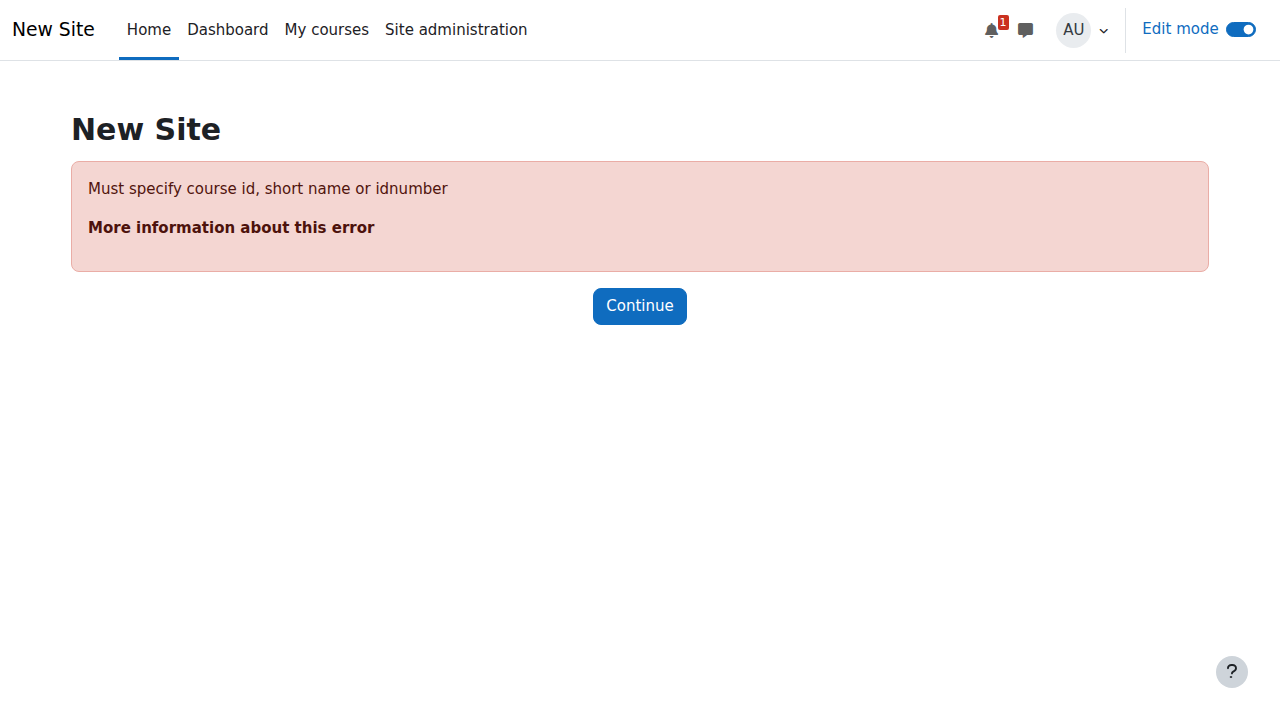 New Site
Home
Dashboard
My courses
Site administration
1
AU
Edit mode
New Site
Must specify course id, short name or idnumber
More information about this error
Continue
?